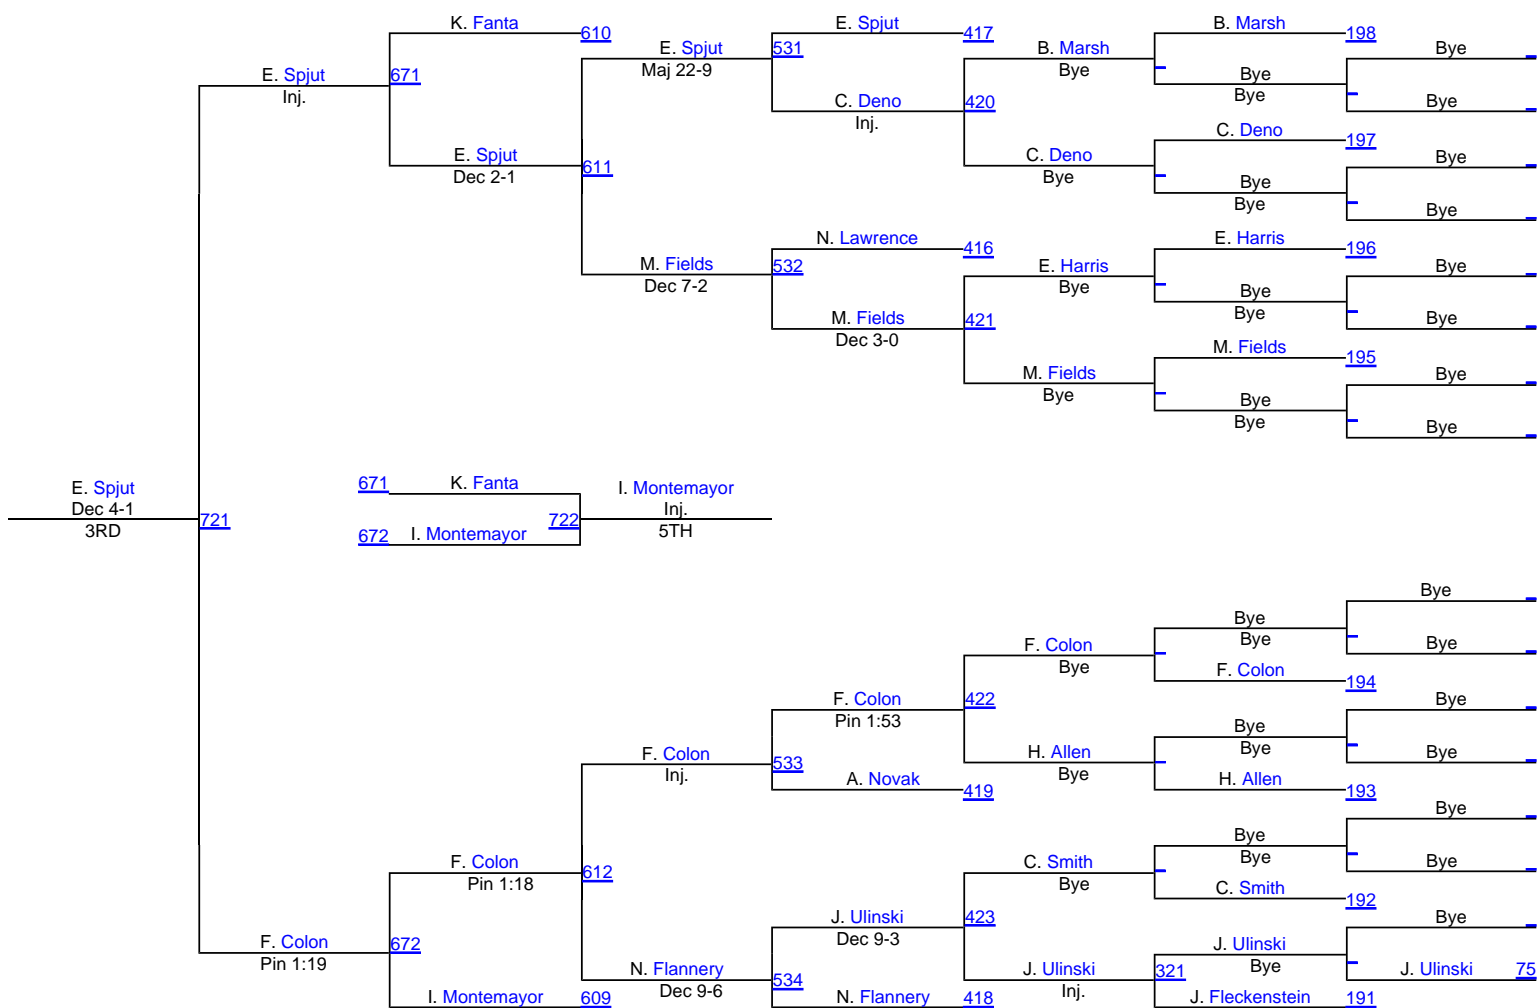 K. Fanta
610
E. Spjut
417
B. Marsh
198
E. Spjut
Maj 22-9
531
B. Marsh
Bye
Bye
E. Spjut
Inj.
671
Bye
Bye
Bye
C. Deno
Inj.
420
C. Deno
197
E. Spjut
Dec 2-1
611
C. Deno
Bye
Bye
Bye
Bye
Bye
N. Lawrence
416
E. Harris
196
M. Fields
Dec 7-2
532
E. Harris
Bye
Bye
Bye
Bye
M. Fields
Dec 3-0
421
Bye
M. Fields
195
M. Fields
Bye
Bye
Bye
Bye
Bye
E. Spjut
Dec 4-1
3RD
721
671
K. Fanta
672
I. Montemayor
722
I. Montemayor
Inj.
5TH
Bye
Bye
Bye
Bye
F. Colon
Bye
F. Colon
194
F. Colon
Pin 1:53
422
Bye
Bye
Bye
Bye
F. Colon
Inj.
533
H. Allen
Bye
A. Novak
419
H. Allen
193
Bye
Bye
Bye
Bye
F. Colon
Pin 1:18
612
C. Smith
Bye
C. Smith
192
J. Ulinski
Dec 9-3
423
Bye
F. Colon
Pin 1:19
672
J. Ulinski
Bye
N. Flannery
Dec 9-6
534
J. Ulinski
Inj.
321
J. Ulinski
75
I. Montemayor
609
N. Flannery
418
J. Fleckenstein
191